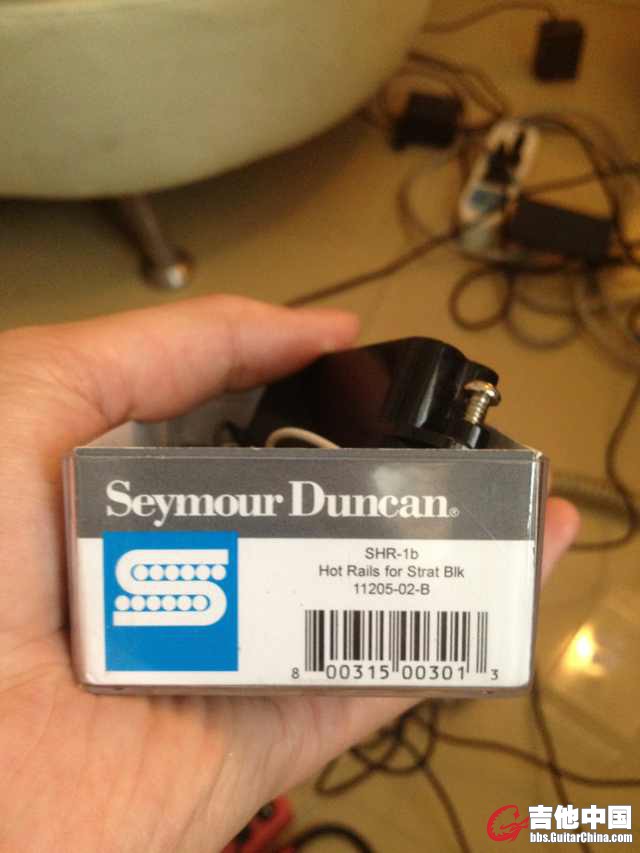 Seymour Duncan®
SHR-1b
Hot Rails for Strat Blk
11205-02-B
8 00315 00301 3
吉他中国
bbs.GuitarChina.com